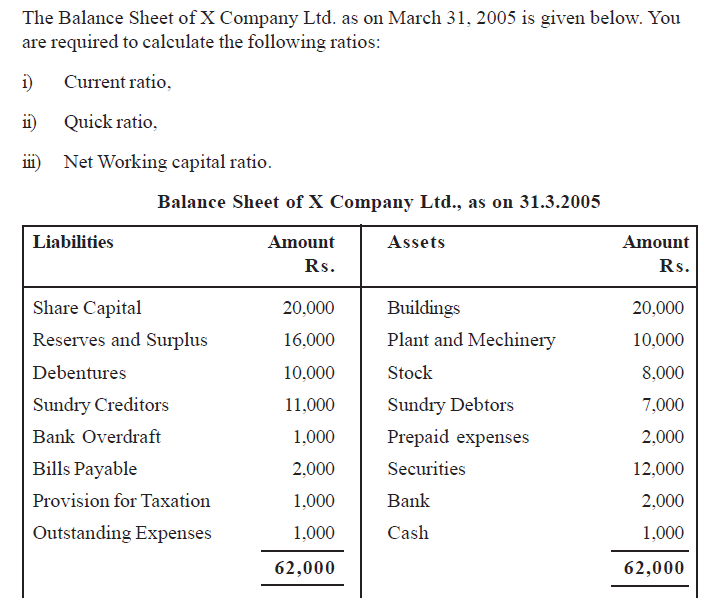 The Balance Sheet of X Company Ltd. as on March 31, 2005 is given below. You
are required to calculate the following ratios:
i) Current ratio,
ii) Quick ratio,
iii) Net Working capital ratio.
Balance Sheet of X Company Ltd., as on 31.3.2005
Liabilities Amount Assets Amount
Rs. Rs.
Share Capital 20,000 Buildings 20,000
Reserves and Surplus 16,000 Plant and Mechinery 10,000
Debentures 10,000 Stock 8,000
Sundry Creditors 11,000 Sundry Debtors 7,000
Bank Overdraft 1,000 Prepaid expenses 2,000
Bills Payable 2,000 Securities 12,000
Provision for Taxation 1,000 Bank 2,000
Outstanding Expenses 1,000 Cash 1,000
62,000 62,000